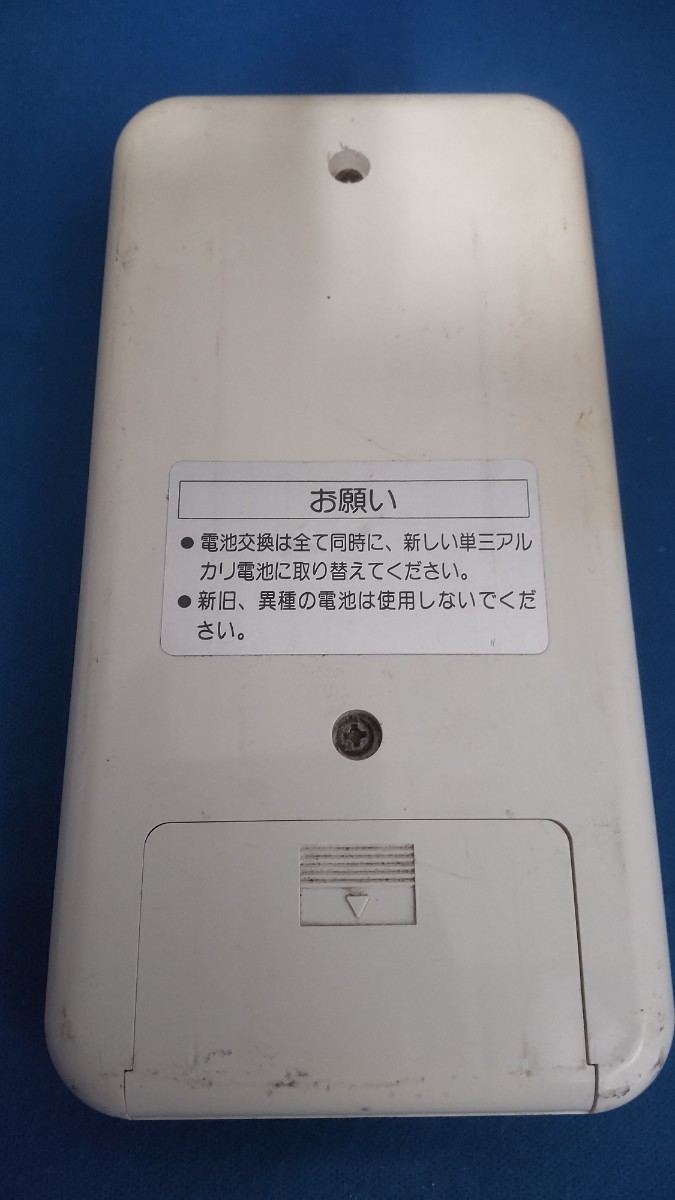 お願い
● 電池交換は全て同時に、新しい単三アル
カリ電池に取り替えてください。
● 新旧、異種の電池は使用しないでくだ
さい。